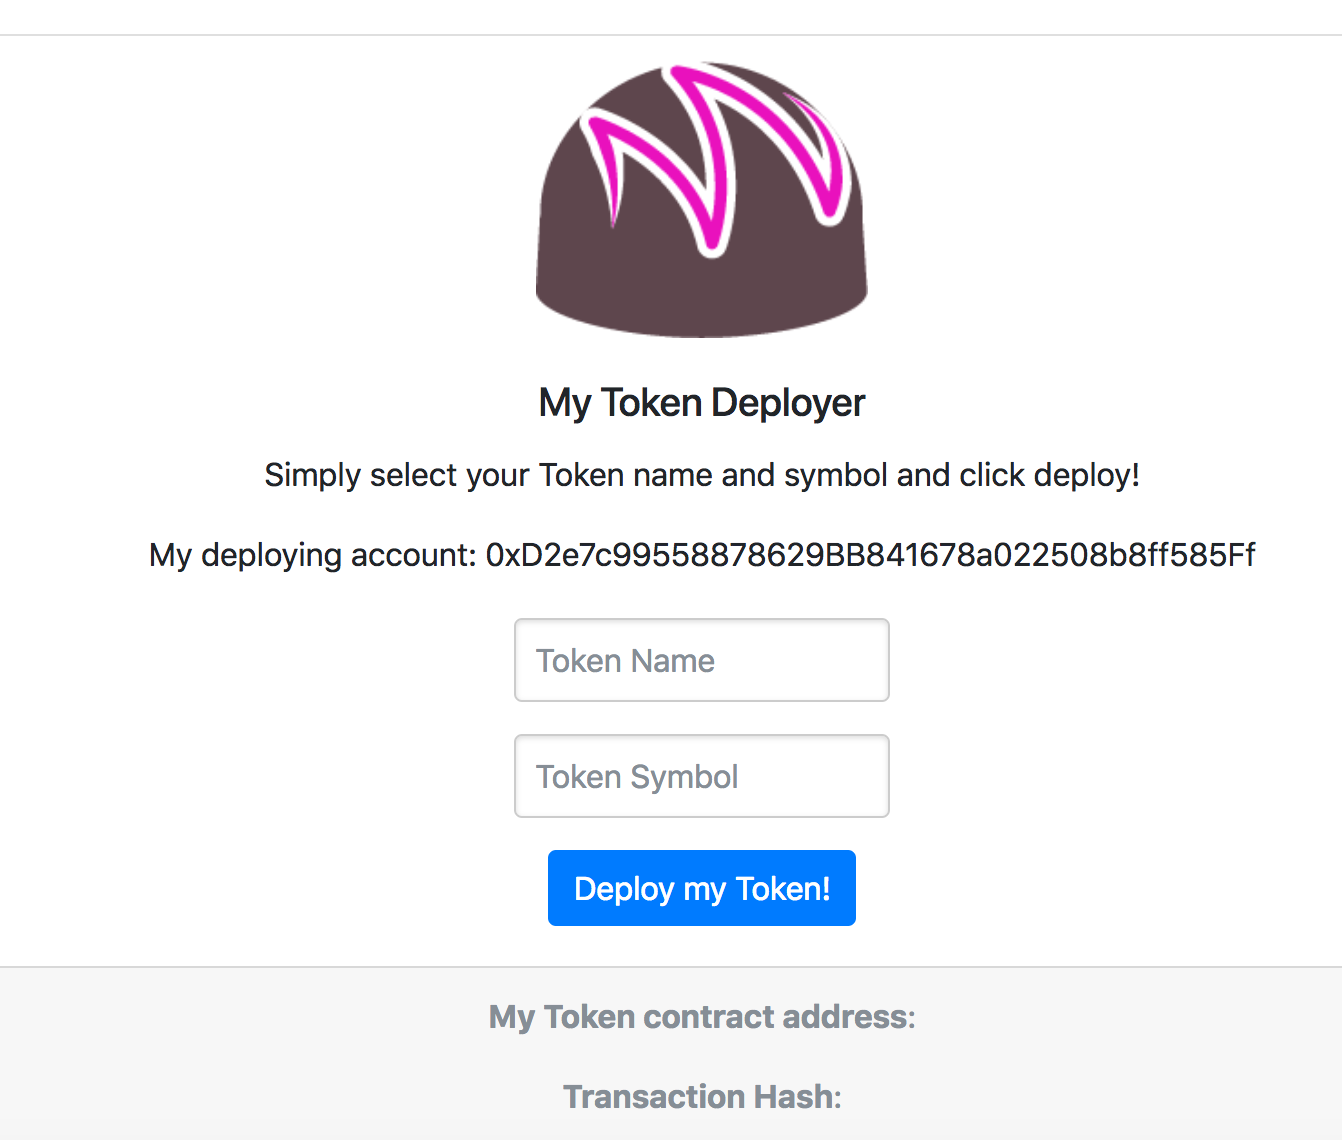 My Token Deployer
Simply select your Token name and symbol and click deploy!
My deploying account: 0xD2e7c99558878629BB841678a022508b8ff585Ff
Token Name
Token Symbol
Deploy my Token!
My Token contract address:
Transaction Hash: